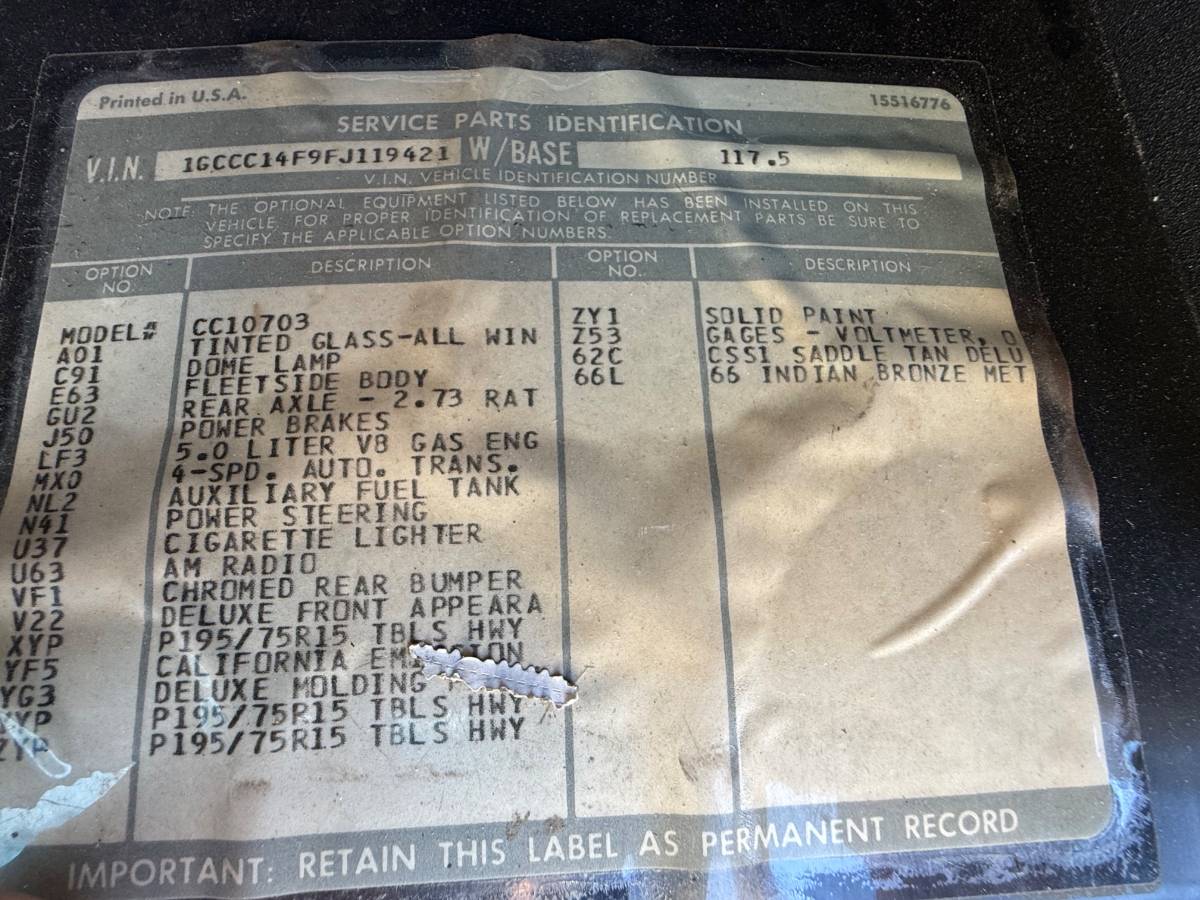 Printed in U.S.A. 15516776
SERVICE PARTS IDENTIFICATION
V.I.N. 1GCCC14F9FJ119421 W/BASE 117.5
V.I.N. VEHICLE IDENTIFICATION NUMBER
NOTE: THE OPTIONAL EQUIPMENT LISTED BELOW HAS BEEN INSTALLED ON THIS
VEHICLE, FOR PROPER IDENTIFICATION OF REPLACEMENT PARTS BE SURE TO
SPECIFY THE APPLICABLE OPTION NUMBERS.
OPTION NO. DESCRIPTION OPTION NO. DESCRIPTION
MODEL# CC10703
A01 TINTED GLASS-ALL WIN
C91 DOME LAMP
E63 FLEETSIDE BODY
GU2 REAR AXLE - 2.73 RAT
J50 POWER BRAKES
LF3 5.0 LITER V8 GAS ENG
MX0 4-SPD. AUTO. TRANS.
NL2 AUXILIARY FUEL TANK
N41 POWER STEERING
U37 CIGARETTE LIGHTER
U63 AM RADIO
VF1 CHROMED REAR BUMPER
V22 DELUXE FRONT APPEARA
XYP P195/75R15 TBLS HWY
YF5 CALIFORNIA
YG3 DELUXE MOLDING
YYP P195/75R15 TBLS HWY
ZYP P195/75R15 TBLS HWY
ZY1 SOLID PAINT
Z53 GAGES - VOLTMETER, O
62C CSS1 SADDLE TAN DELU
66L 66 INDIAN BRONZE MET
IMPORTANT: RETAIN THIS LABEL AS PERMANENT RECORD